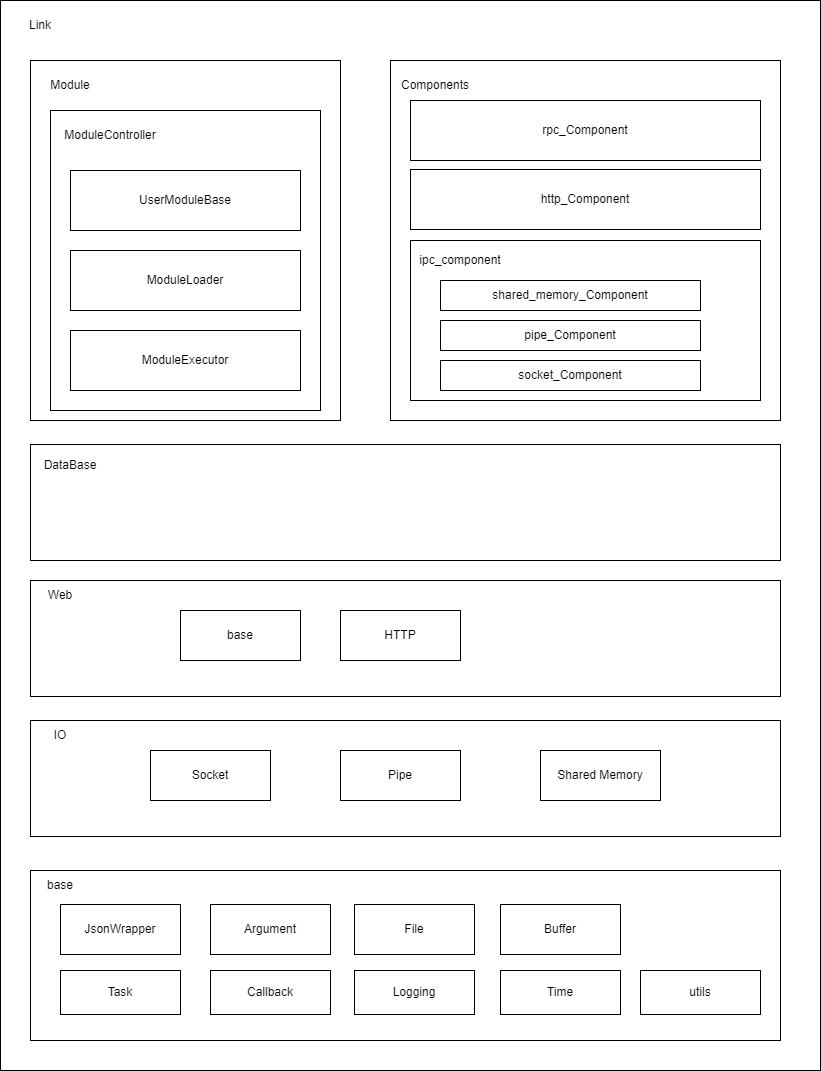 Link
Module
ModuleController
UserModuleBase
ModuleLoader
ModuleExecutor
Components
rpc_Component
http_Component
ipc_component
shared_memory_Component
pipe_Component
socket_Component
DataBase
Web
base
HTTP
IO
Socket
Pipe
Shared Memory
base
JsonWrapper
Argument
File
Buffer
Task
Callback
Logging
Time
utils